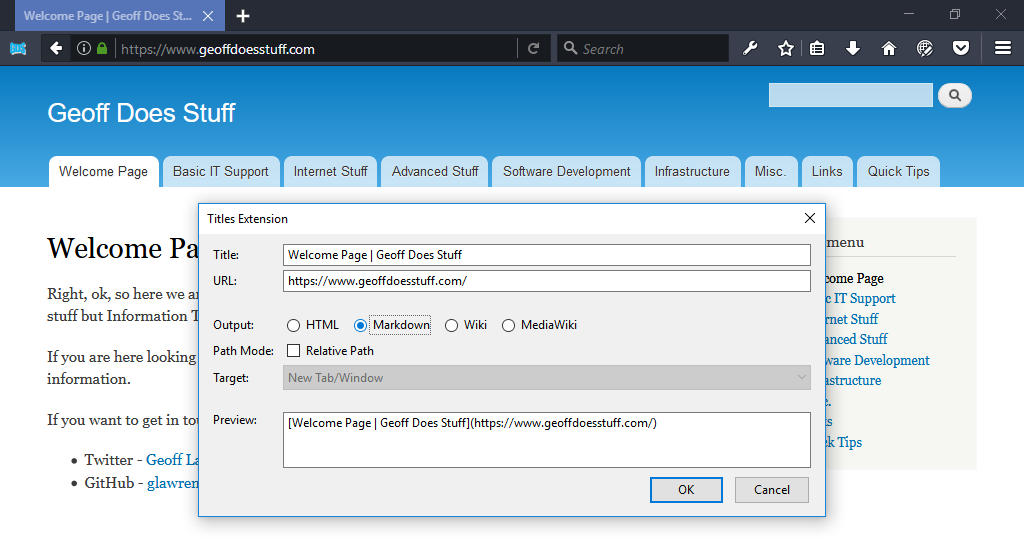 Welcome Page | Geoff Does St...
https://www.geoffdoesstuff.com
Search
Geoff Does Stuff
Welcome Page
Basic IT Support
Internet Stuff
Advanced Stuff
Software Development
Infrastructure
Misc.
Links
Quick Tips
Welcome Pa
Right, ok, so here we ar
stuff but Information T
If you are here looking
information.
If you want to get in tou
Twitter - Geoff La
GitHub - glawren
Titles Extension
Title: Welcome Page | Geoff Does Stuff
URL: https://www.geoffdoesstuff.com/
Output: HTML Markdown Wiki MediaWiki
Path Mode: Relative Path
Target: New Tab/Window
Preview: [Welcome Page | Geoff Does Stuff](https://www.geoffdoesstuff.com/)
OK Cancel
menu
come Page
c IT Support
rnet Stuff
anced Stuff
ware Development
astructure
c.
ks
ck Tips